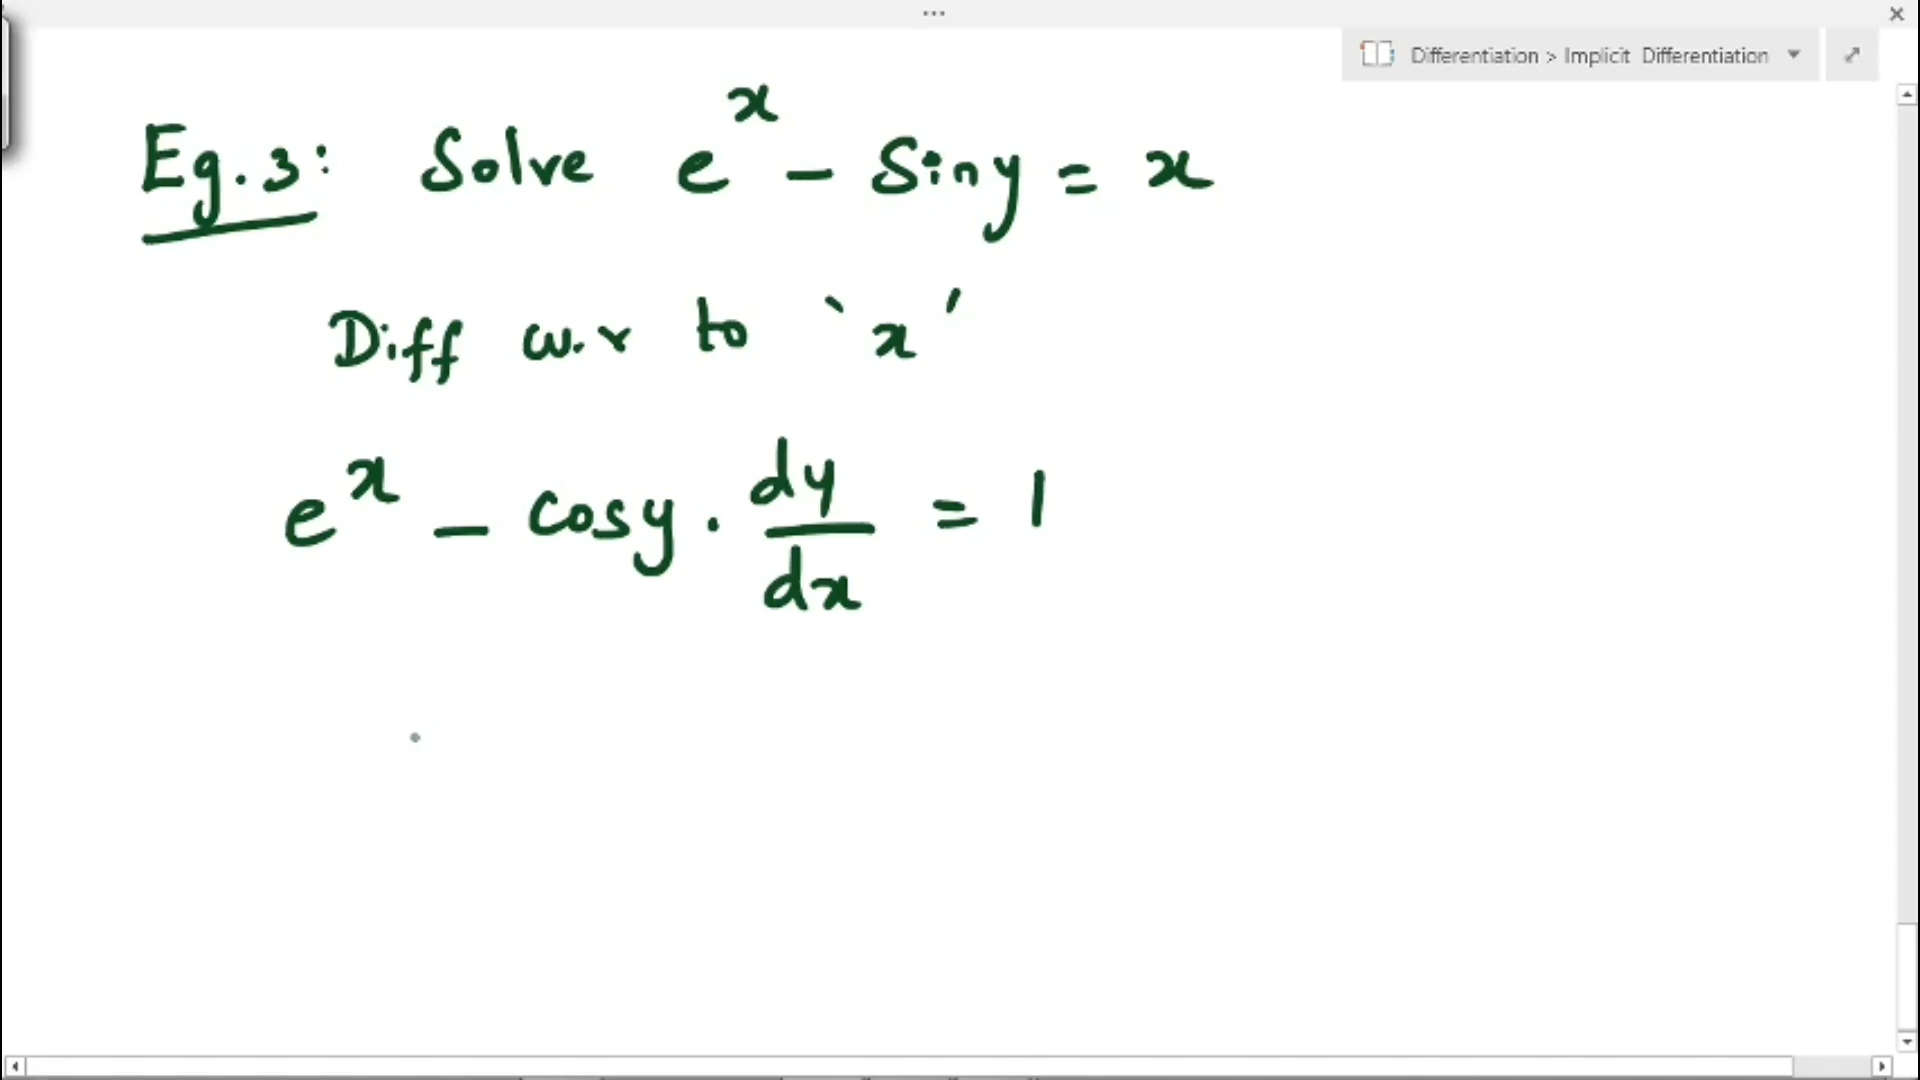 ...
Differentiation > Implicit Differentiation
Eg.3: Solve e^x - Siny = x
Diff w.r to 'x'
e^x - cosy . dy/dx = 1